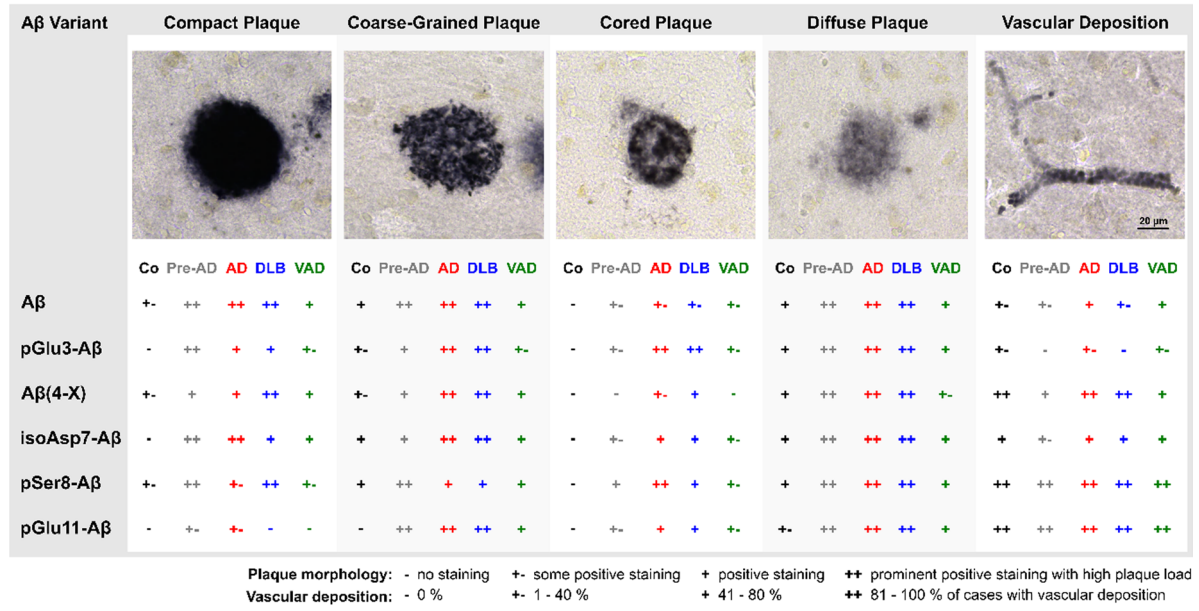 Aβ Variant Compact Plaque Coarse-Grained Plaque Cored Plaque Diffuse Plaque Vascular Deposition
20 µm
Co Pre-AD AD DLB VAD Co Pre-AD AD DLB VAD Co Pre-AD AD DLB VAD Co Pre-AD AD DLB VAD Co Pre-AD AD DLB VAD
Aβ +- ++ ++ ++ + + ++ ++ ++ + - +- +- +- +- + ++ ++ ++ + +- +- + +- +
pGlu3-Aβ - ++ + + +- +- + ++ ++ +- - +- ++ ++ +- + ++ ++ ++ + +- - +- - +-
Aβ(4-X) +- + + ++ + +- + ++ ++ + - - +- + - + ++ ++ ++ +- ++ + ++ ++ +
isoAsp7-Aβ - ++ ++ + + + + ++ ++ + - +- + + +- + ++ ++ ++ + + + + + +
pSer8-Aβ +- ++ +- ++ +- + ++ + + + - +- ++ + +- + ++ ++ ++ + ++ ++ ++ ++ ++
pGlu11-Aβ - +- +- - - - ++ ++ ++ + - +- + + +- +- ++ ++ ++ + ++ ++ ++ ++ ++
Plaque morphology: - no staining +- some positive staining + positive staining ++ prominent positive staining with high plaque load
Vascular deposition: - 0 % +- 1 - 40 % + 41 - 80 % ++ 81 - 100 % of cases with vascular deposition